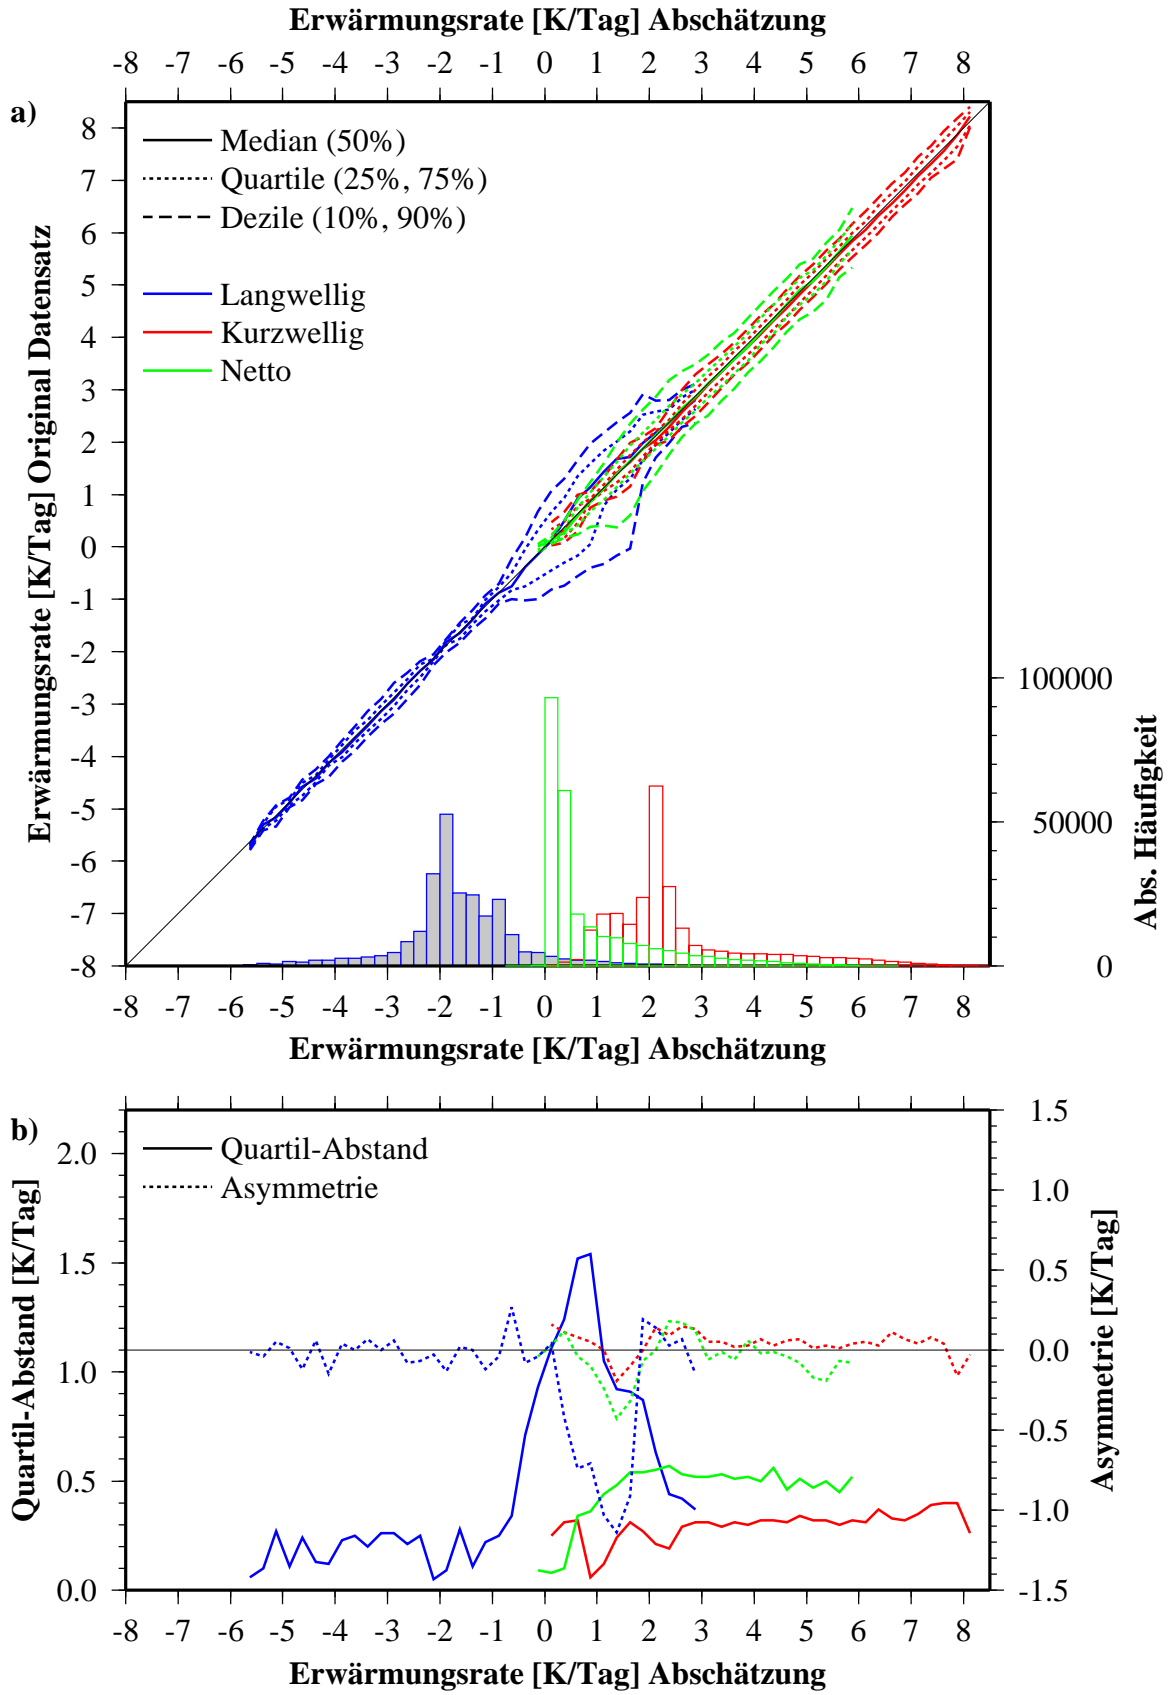 Erwärmungsrate [K/Tag] Abschätzung
-8 -7 -6 -5 -4 -3 -2 -1 0 1 2 3 4 5 6 7 8
a)
Median (50%)
Quartile (25%, 75%)
Dezile (10%, 90%)
Langwellig
Kurzwellig
Netto
Erwärmungsrate [K/Tag] Original Datensatz
8
7
6
5
4
3
2
1
0
-1
-2
-3
-4
-5
-6
-7
-8
100000
50000
0
Abs. Häufigkeit
-8 -7 -6 -5 -4 -3 -2 -1 0 1 2 3 4 5 6 7 8
Erwärmungsrate [K/Tag] Abschätzung
b)
Quartil-Abstand
Asymmetrie
Quartil-Abstand [K/Tag]
2.0
1.5
1.0
0.5
0.0
1.5
1.0
0.5
0.0
-0.5
-1.0
-1.5
Asymmetrie [K/Tag]
-8 -7 -6 -5 -4 -3 -2 -1 0 1 2 3 4 5 6 7 8
Erwärmungsrate [K/Tag] Abschätzung